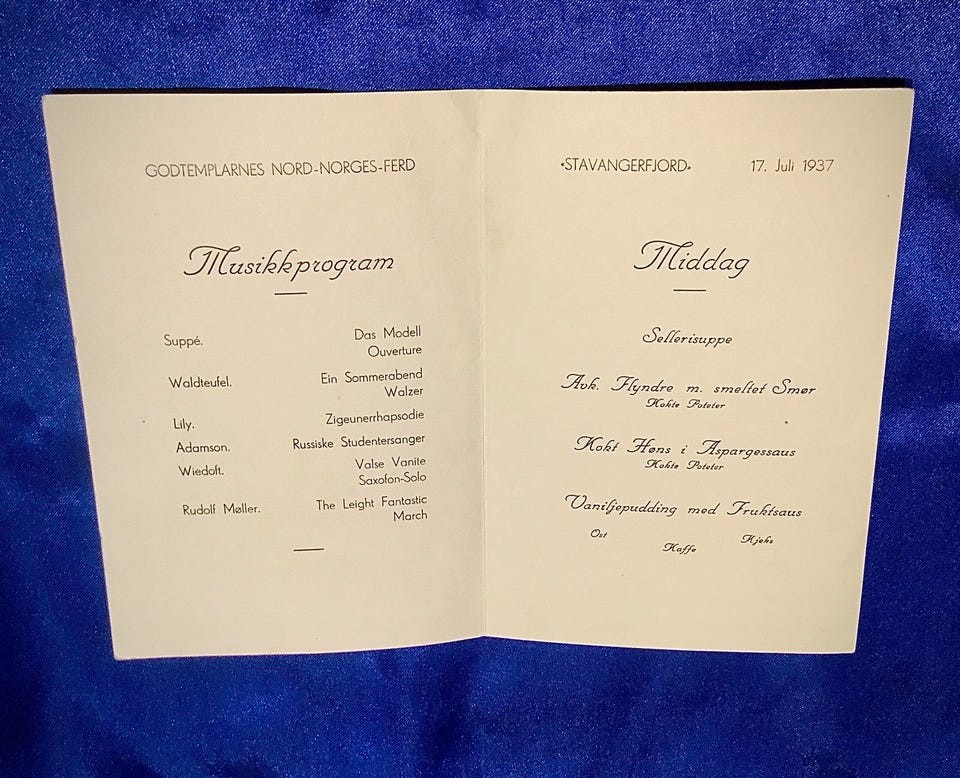 GODTEMPLARNES NORD-NORGES-FERD
Musikkprogram
Suppé. Das Modell
Ouverture
Waldteufel. Ein Sommerabend
Walzer
Lily. Zigeunerrhapsodie
Adamson. Russiske Studentersanger
Wiedoft. Valse Vanite
Saxofon-Solo
Rudolf Møller. The Leight Fantastic
March
«STAVANGERFJORD» 17. Juli 1937
Middag
Sellerisuppe
Avk. Flyndre m. smeltet Smør
Kokte Poteter
Kokt Høns i Aspargessaus
Kokte Poteter
Vaniljepudding med Fruktsaus
Ost Kaffe Kjeks